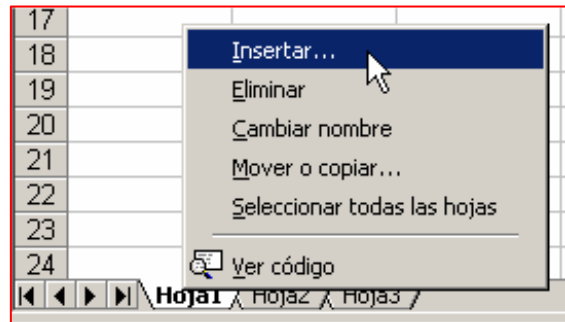 17
18 Insertar...
19 Eliminar
20 Cambiar nombre
21 Mover o copiar...
22 Seleccionar todas las hojas
23
24 Ver código
Hoja1 Hoja2 Hoja3